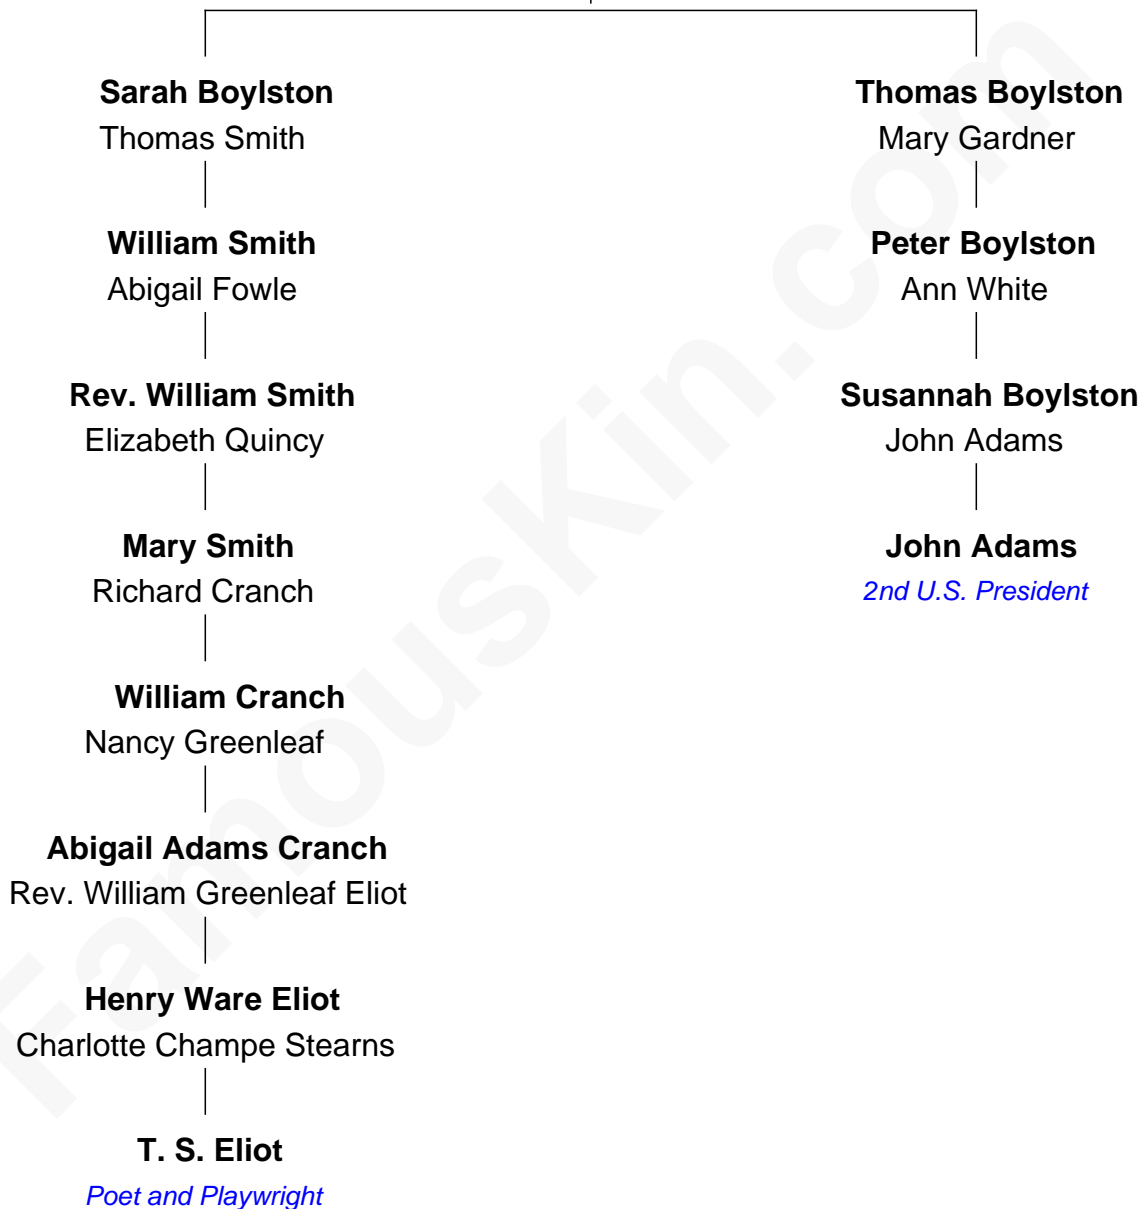 Sarah Boylston
Thomas Smith
William Smith
Abigail Fowle
Rev. William Smith
Elizabeth Quincy
Mary Smith
Richard Cranch
William Cranch
Nancy Greenleaf
Abigail Adams Cranch
Rev. William Greenleaf Eliot
Henry Ware Eliot
Charlotte Champe Stearns
T. S. Eliot
Poet and Playwright
Thomas Boylston
Mary Gardner
Peter Boylston
Ann White
Susannah Boylston
John Adams
John Adams
2nd U.S. President
FamousKin.com